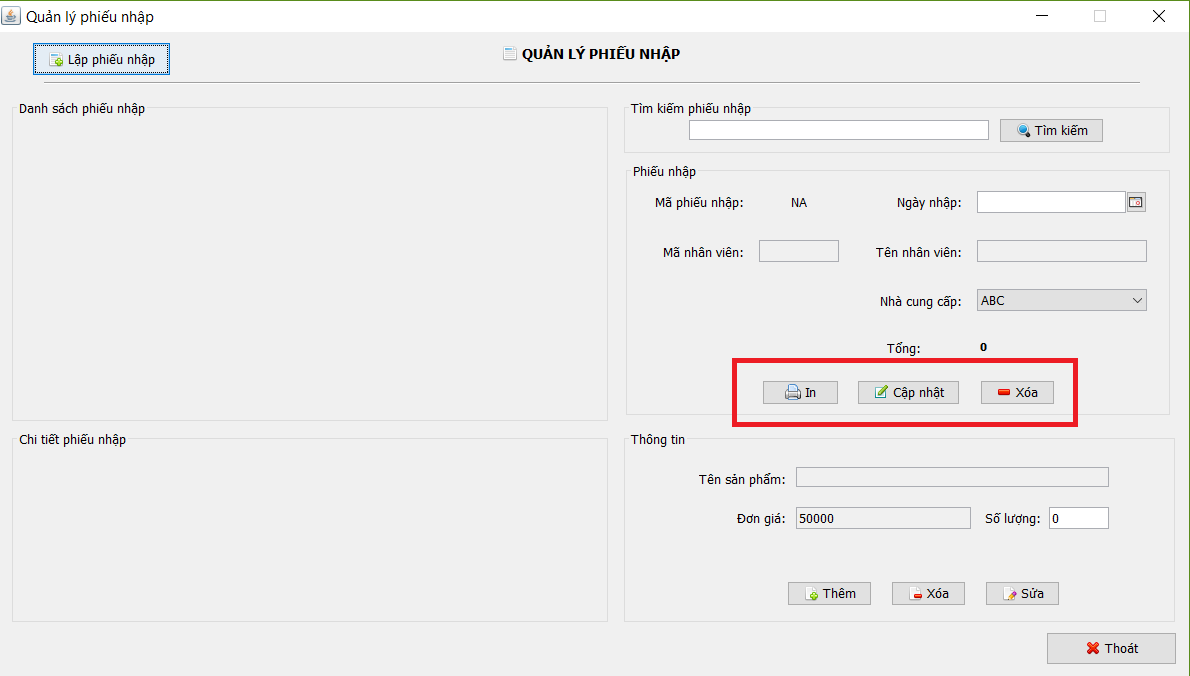 Quản lý phiếu nhập
Lập phiếu nhập
QUẢN LÝ PHIẾU NHẬP
Danh sách phiếu nhập
Tìm kiếm phiếu nhập
Tìm kiếm
Phiếu nhập
Mã phiếu nhập: NA Ngày nhập:
Mã nhân viên: Tên nhân viên:
Nhà cung cấp: ABC
Tổng: 0
In Cập nhật Xóa
Chi tiết phiếu nhập
Thông tin
Tên sản phẩm:
Đơn giá: 50000 Số lượng: 0
Thêm Xóa Sửa
Thoát